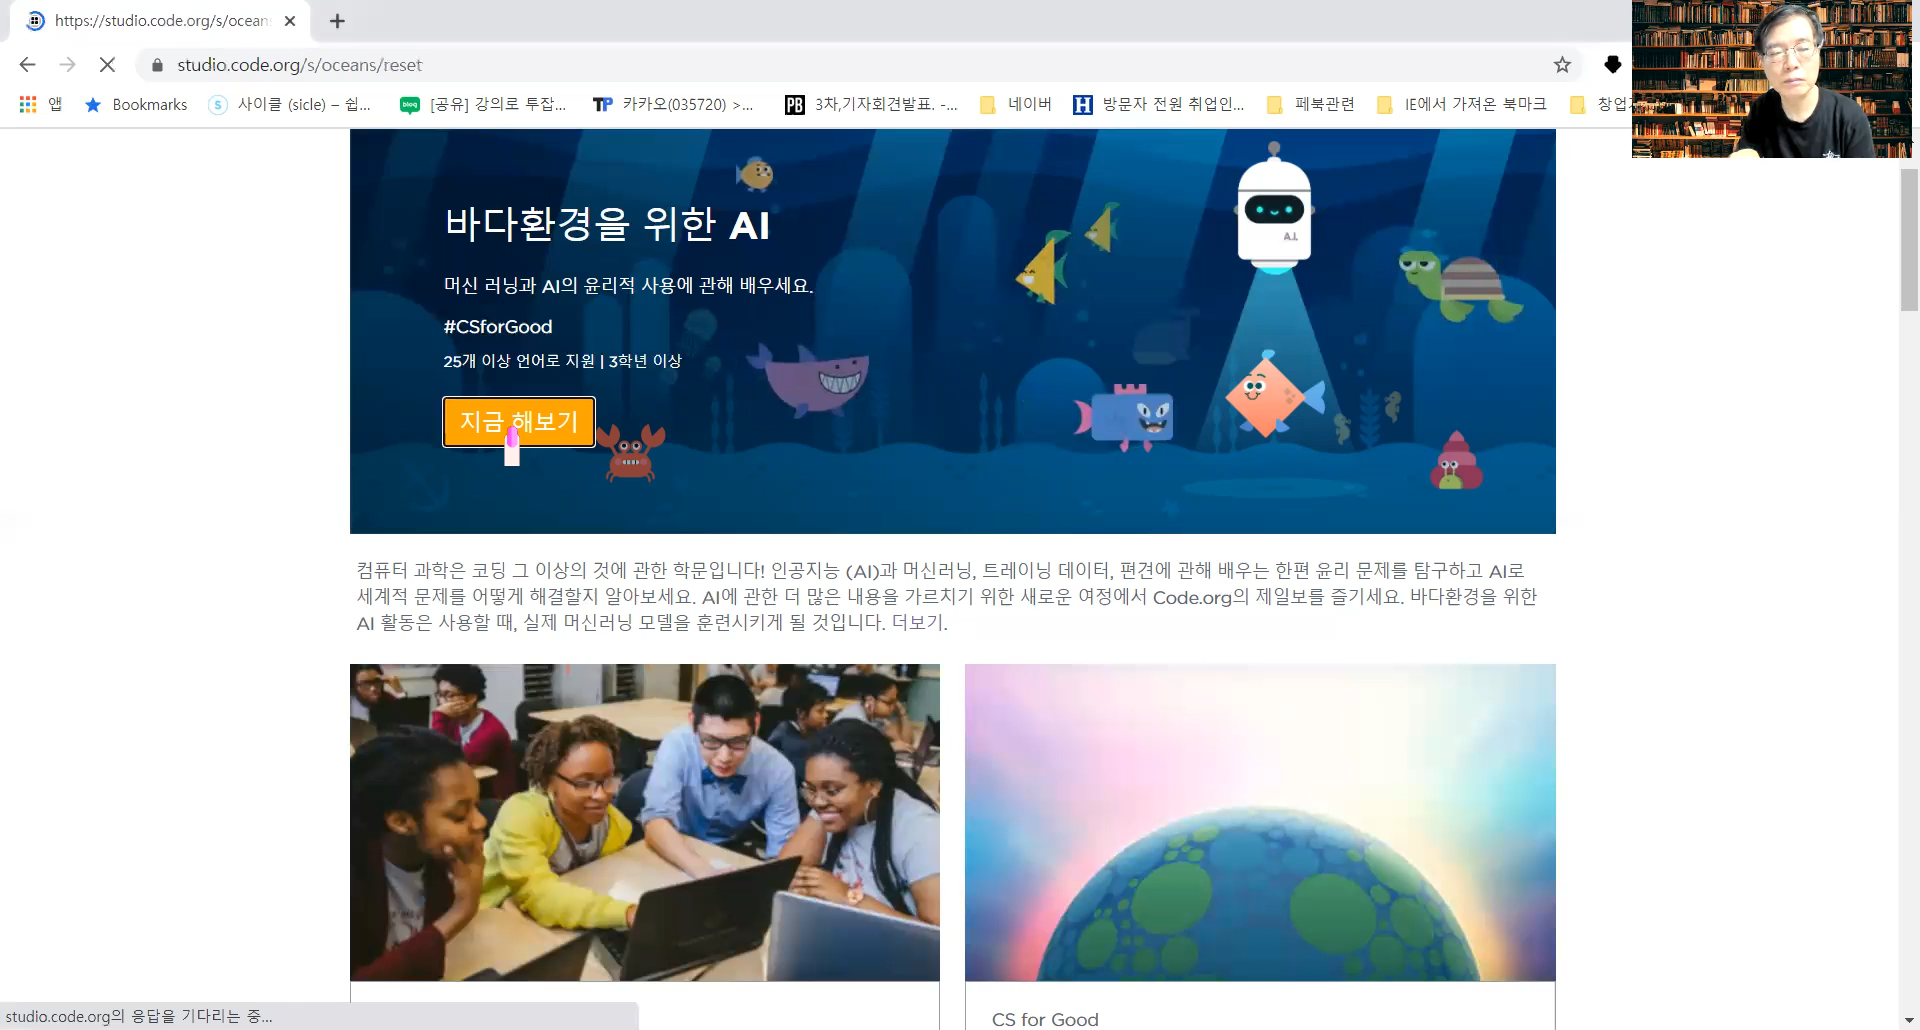 https://studio.code.org/s/ocean
studio.code.org/s/oceans/reset
앱 Bookmarks 사이클 (sicle) – 쉽... [공유] 강의로 투잡... 카카오(035720) >... 3차,기자회견발표. -... 네이버 방문자 전원 취업인... 페북관련 IE에서 가져온 북마크 창업
바다환경을 위한 AI
머신 러닝과 AI의 윤리적 사용에 관해 배우세요.
#CSforGood
25개 이상 언어로 지원 | 3학년 이상
지금 해보기
A.I.
컴퓨터 과학은 코딩 그 이상의 것에 관한 학문입니다! 인공지능 (AI)과 머신러닝, 트레이닝 데이터, 편견에 관해 배우는 한편 윤리 문제를 탐구하고 AI로
세계적 문제를 어떻게 해결할지 알아보세요. AI에 관한 더 많은 내용을 가르치기 위한 새로운 여정에서 Code.org의 제일보를 즐기세요. 바다환경을 위한
AI 활동은 사용할 때, 실제 머신러닝 모델을 훈련시키게 될 것입니다. 더보기.
CS for Good
studio.code.org의 응답을 기다리는 중...